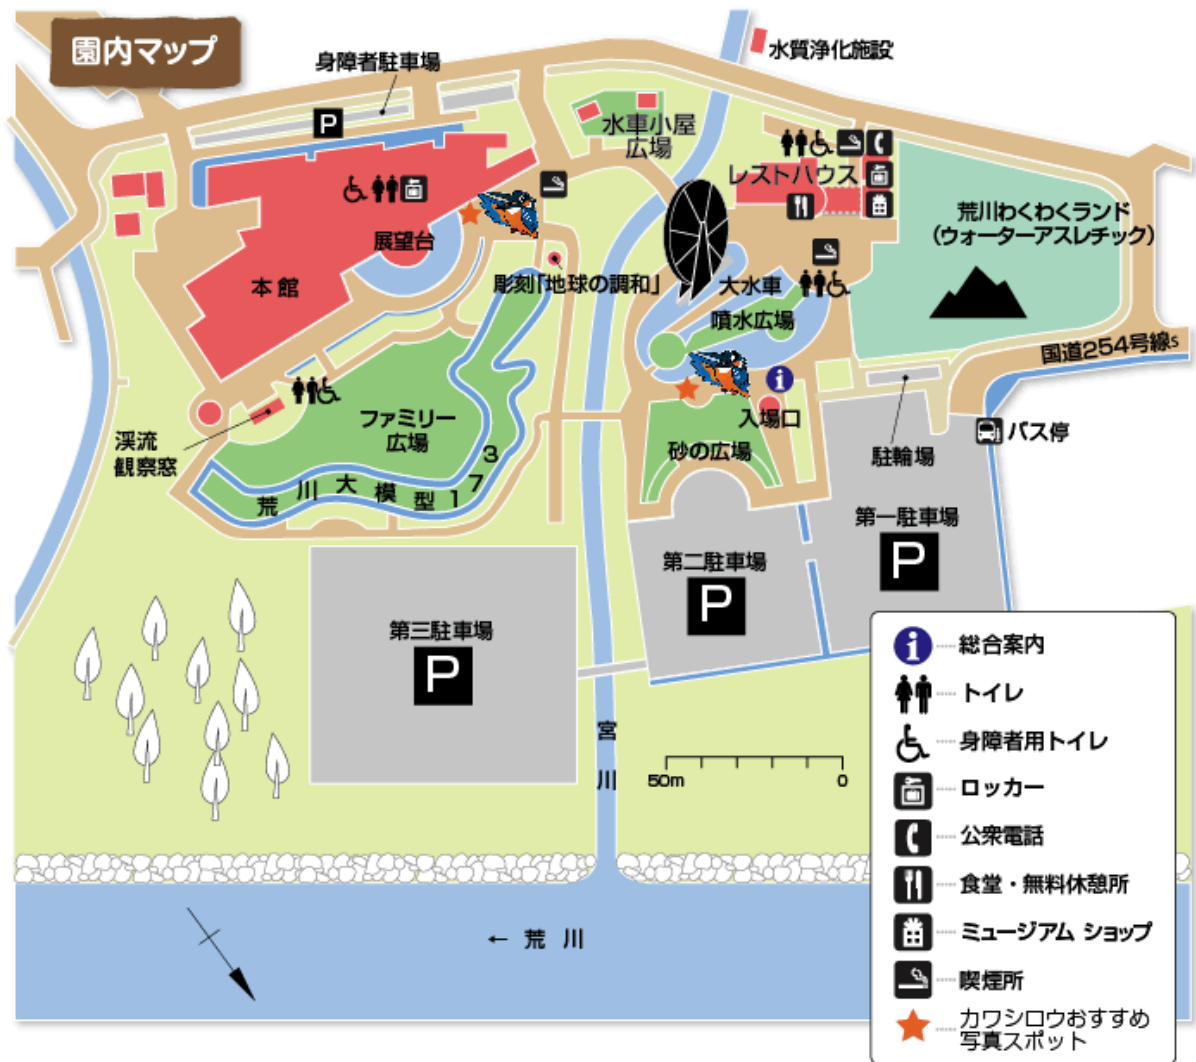 園内マップ
身障者駐車場
P
水質浄化施設
水車小屋
広場
レストハウス
荒川わくわくランド
(ウォーターアスレチック)
展望台
本館
彫刻「地球の調和」
大水車
噴水広場
国道254号線s
i
入場口
バス停
駐輪場
渓流
観察窓
ファミリー
広場
砂の広場
荒川大模型173
第一駐車場
P
第二駐車場
P
第三駐車場
P
宮川
50m 0
← 荒川
i 総合案内
トイレ
身障者用トイレ
ロッカー
公衆電話
食堂・無料休憩所
ミュージアム ショップ
喫煙所
カワシロウおすすめ
写真スポット